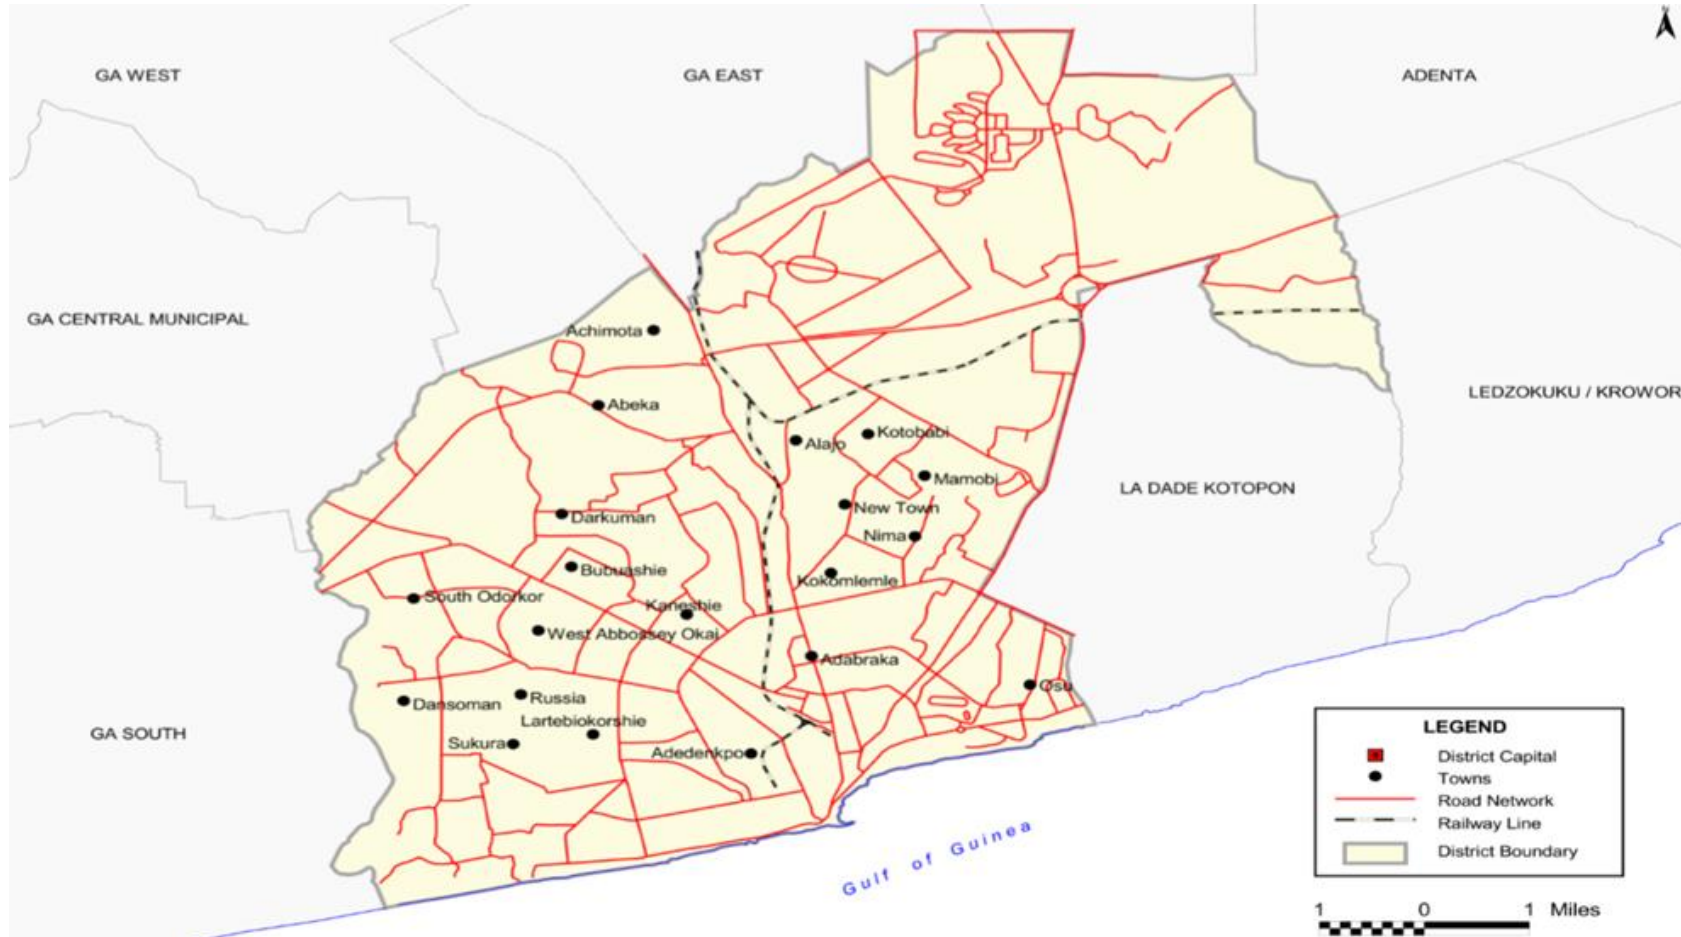 N
GA WEST
GA EAST
ADENTA
GA CENTRAL MUNICIPAL
Achimota
LEDZOKUKU / KROWOR
Abeka
Alajo
Kotobabi
Mamobi
LA DADE KOTOPON
New Town
Darkuman
Nima
Bubuashie
Kokomlemle
South Odorkor
Kaneshie
West Abbossey Okai
Adabraka
Osu
Dansoman
Russia
Lartebiokorshie
GA SOUTH
Sukura
Adedenkpo
Gulf of Guinea
LEGEND
District Capital
Towns
Road Network
Railway Line
District Boundary
1 0 1 Miles